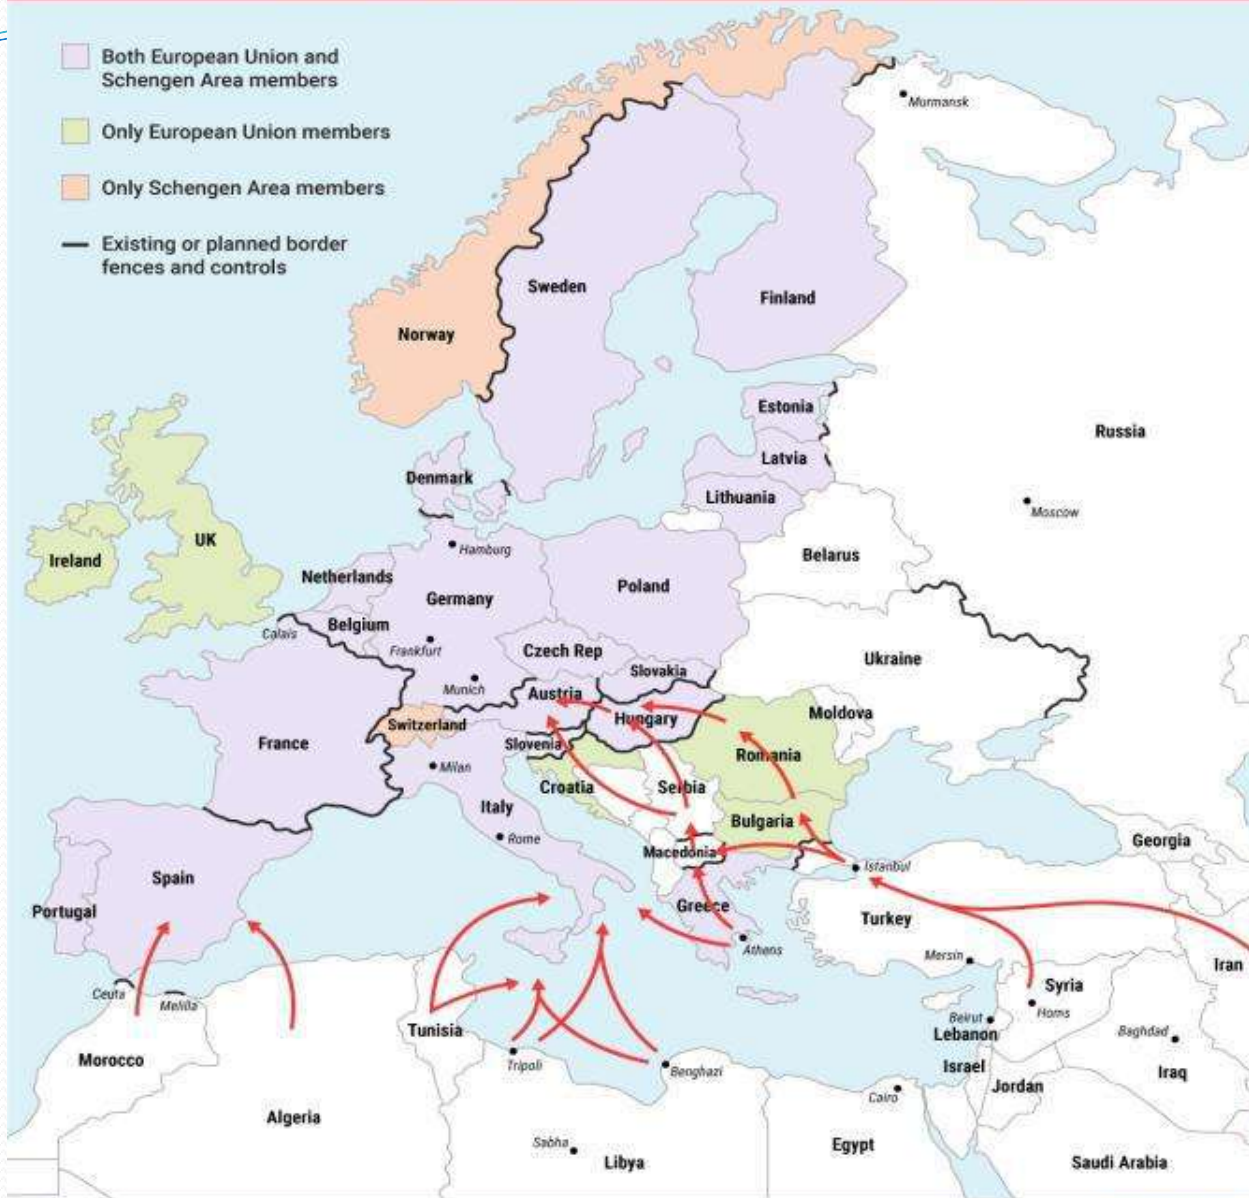 Both European Union and
Schengen Area members
Only European Union members
Only Schengen Area members
Existing or planned border
fences and controls
Murmansk
Sweden
Finland
Norway
Estonia
Russia
Latvia
Denmark
Lithuania
Moscow
UK
Ireland
Hamburg
Belarus
Netherlands
Poland
Germany
Belgium
Calais
Frankfurt
Czech Rep
Ukraine
Slovakia
Munich
Austria
Moldova
Hungary
Switzerland
France
Slovenia
Romania
Milan
Croatia
Serbia
Italy
Bulgaria
Rome
Georgia
Macedonia
Istanbul
Spain
Greece
Portugal
Turkey
Athens
Mersin
Iran
Syria
Ceuta
Melilla
Homs
Beirut
Tunisia
Lebanon
Baghdad
Morocco
Tripoli
Benghazi
Israel
Iraq
Jordan
Cairo
Algeria
Sabha
Egypt
Libya
Saudi Arabia